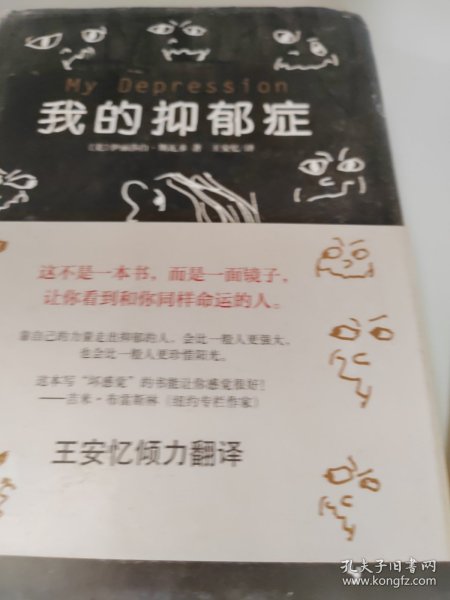 My Depression
我的抑郁症
(美)伊丽莎白·斯瓦多 著 王安忆 译
这不是一本书，而是一面镜子，
让你看到和你同样命运的人。
靠自己的力量走出抑郁的人，会比一般人更强大，
也会比一般人更珍惜阳光。
这本写“坏感觉”的书能让你感觉很好！
——吉米·布雷斯林（纽约专栏作家）
王安忆倾力翻译
孔夫子旧书网
www.kongfz.com